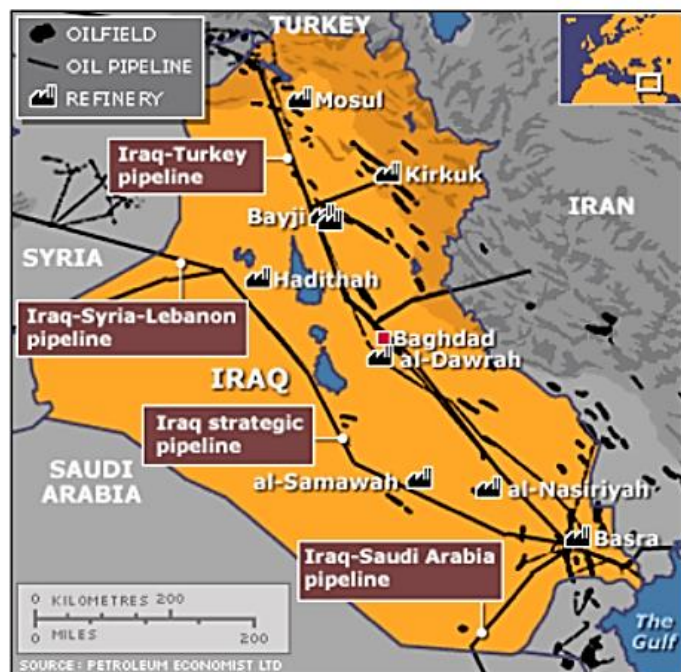 TURKEY
OILFIELD
OIL PIPELINE
REFINERY
Mosul
Iraq-Turkey
pipeline
Kirkuk
IRAN
Bayji
SYRIA
Hadithah
Iraq-Syria-Lebanon
pipeline
Baghdad
al-Dawrah
IRAQ
Iraq strategic
pipeline
SAUDI
ARABIA
al-Samawah
al-Nasiriyah
Basra
Iraq-Saudi Arabia
pipeline
0 KILOMETRES 200
0 MILES 200
The
Gulf
SOURCE: PETROLEUM ECONOMIST LTD